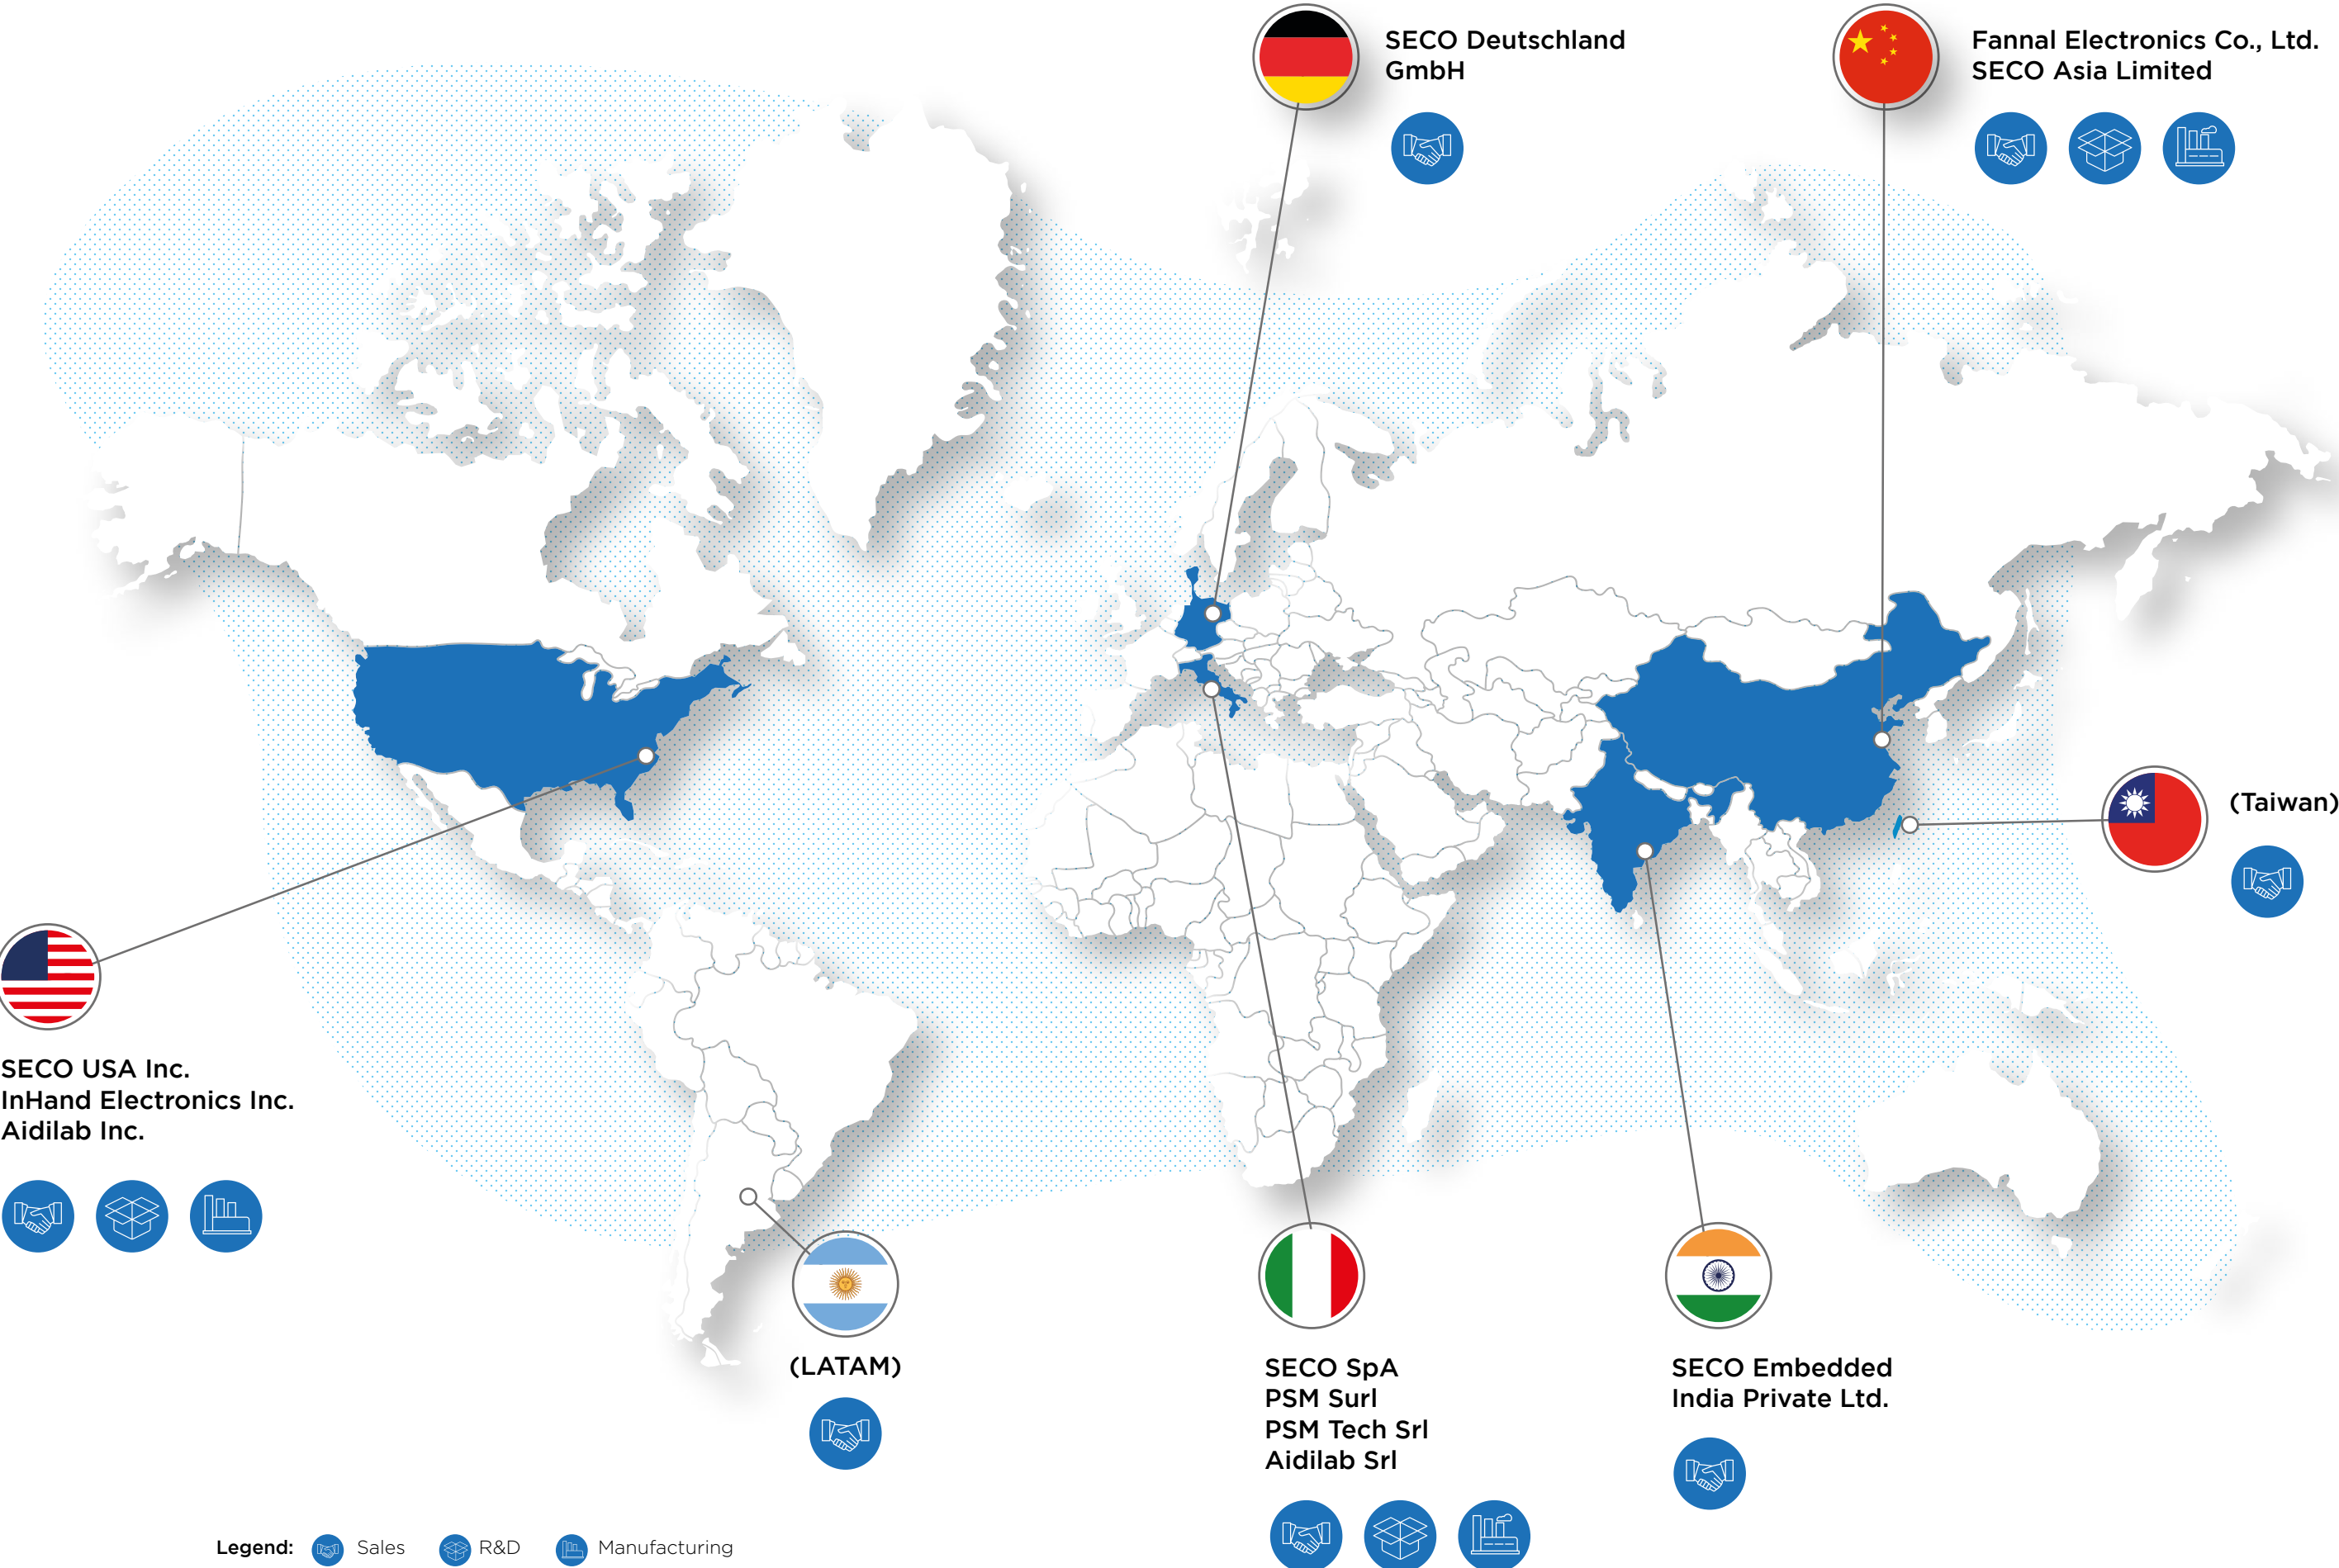 SECO Deutschland
GmbH
Fannal Electronics Co., Ltd.
SECO Asia Limited
(Taiwan)
SECO USA Inc.
InHand Electronics Inc.
Aidilab Inc.
(LATAM)
SECO SpA
PSM Surl
PSM Tech Srl
Aidilab Srl
SECO Embedded
India Private Ltd.
Legend: Sales R&D Manufacturing